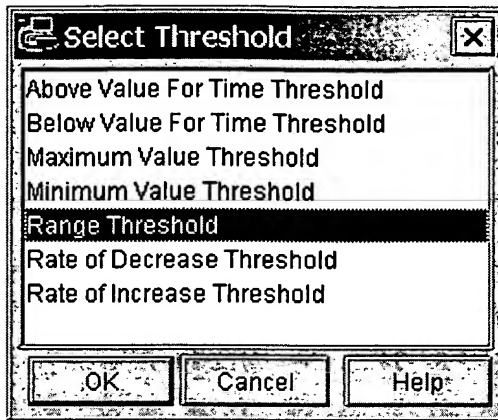 Select Threshold
Above Value For Time Threshold
Below Value For Time Threshold
Maximum Value Threshold
Minimum Value Threshold
Range Threshold
Rate of Decrease Threshold
Rate of Increase Threshold
OK Cancel Help